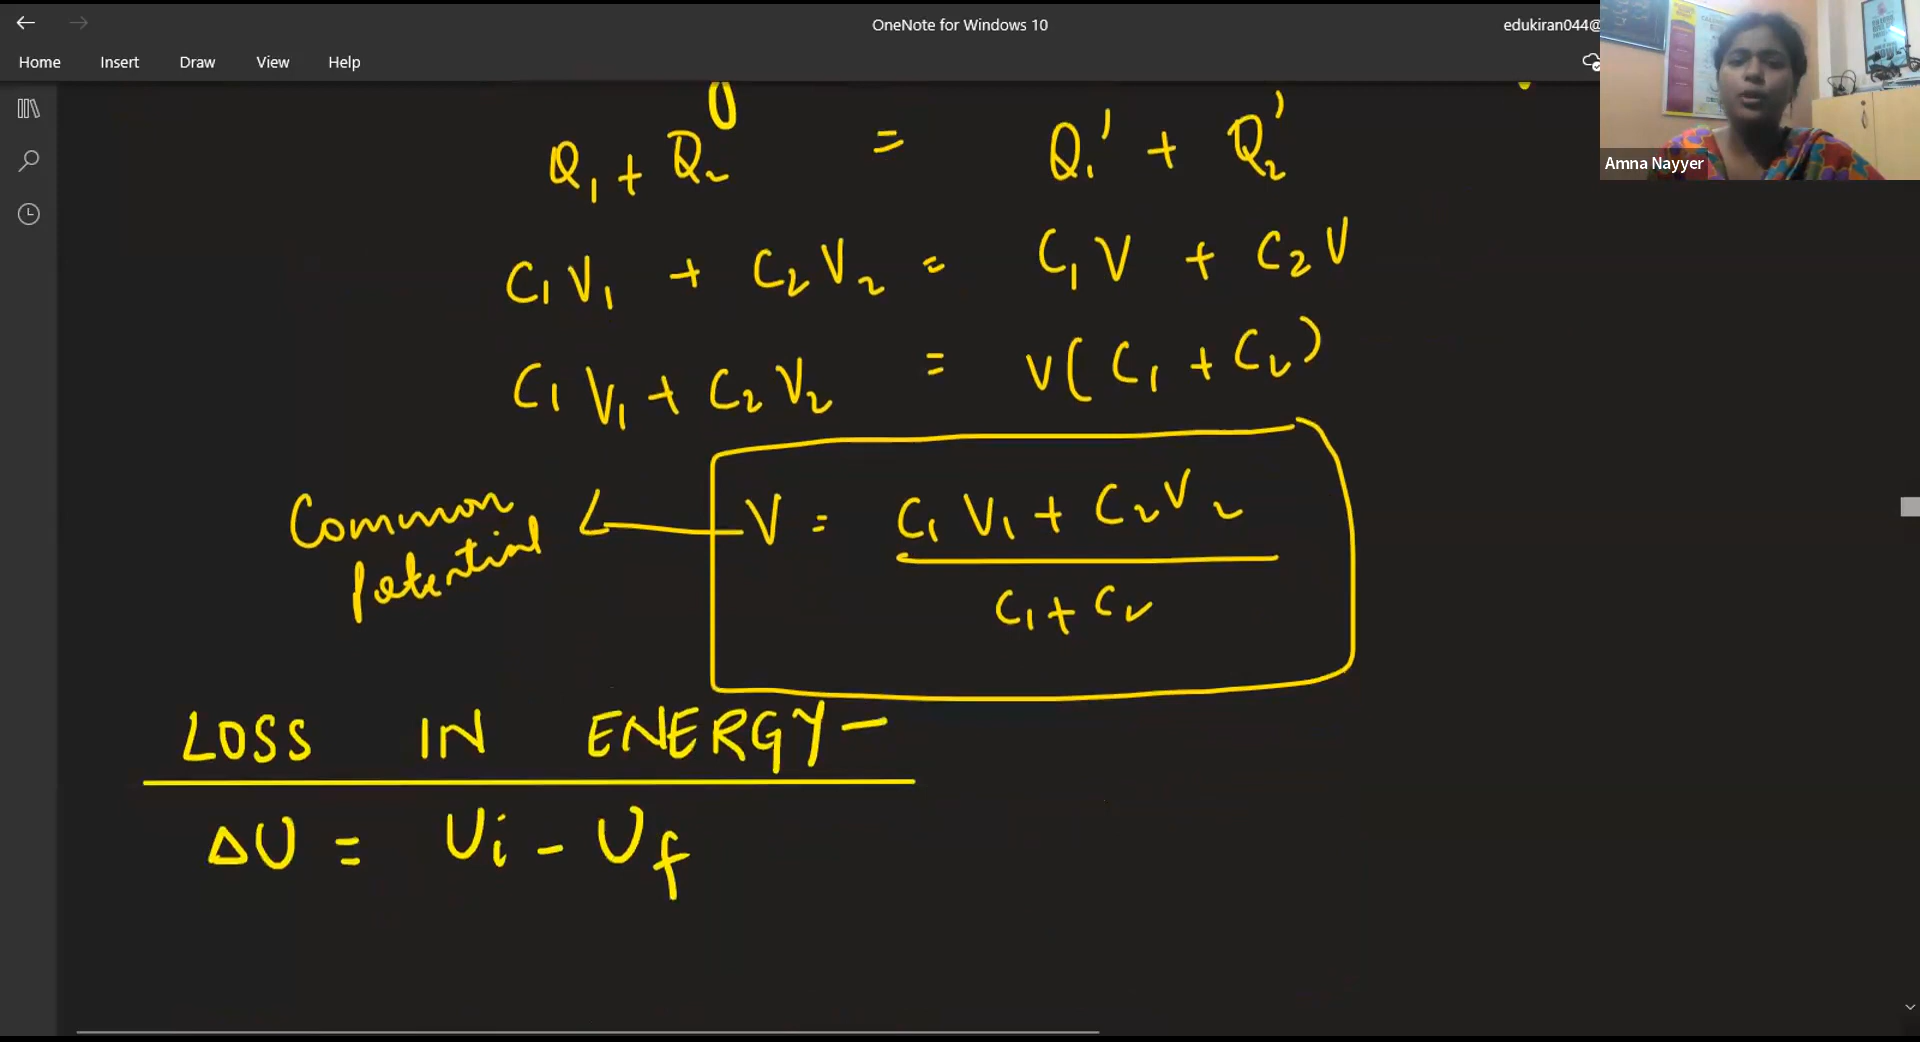 OneNote for Windows 10
edukiran044@
Home Insert Draw View Help
Amna Nayyer
Q₁ + Q₂ = Q₁' + Q₂'
C₁V₁ + C₂V₂ = C₁V + C₂V
C₁V₁ + C₂V₂ = V(C₁ + C₂)
Common potential
V = C₁V₁ + C₂V₂
C₁ + C₂
LOSS IN ENERGY-
ΔU = Ui - Uf